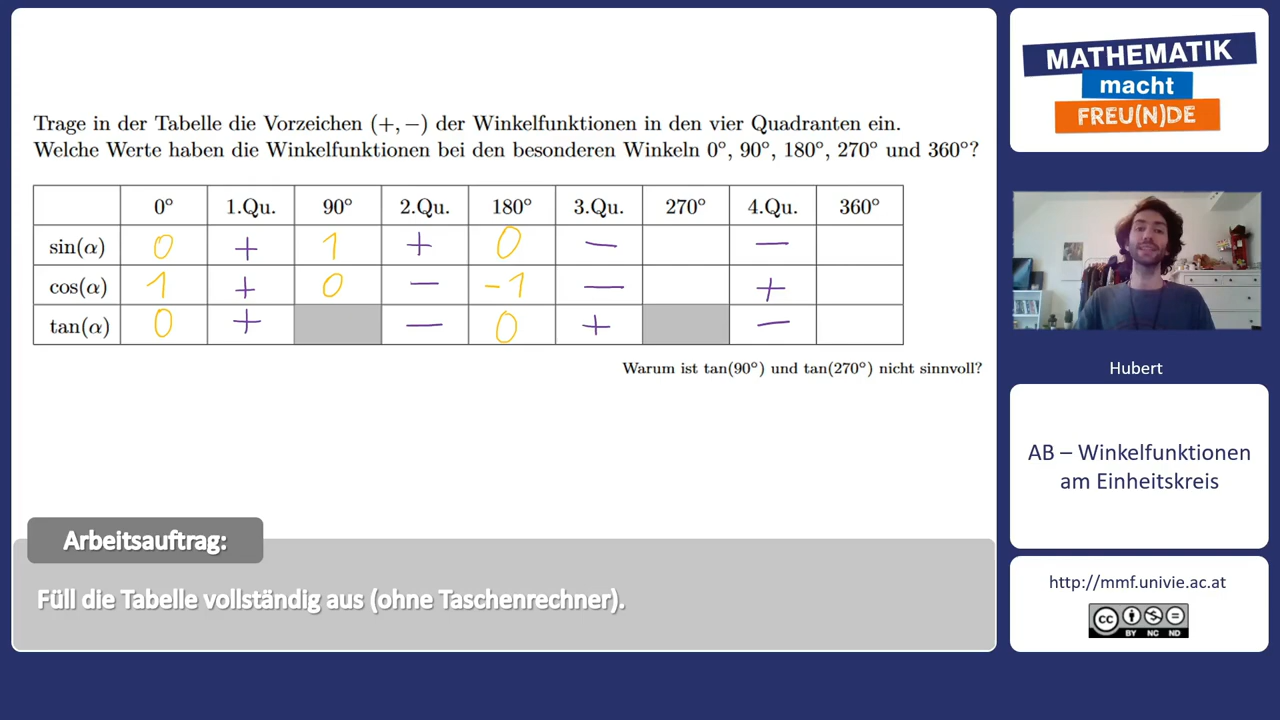 Trage in der Tabelle die Vorzeichen (+, −) der Winkelfunktionen in den vier Quadranten ein.
Welche Werte haben die Winkelfunktionen bei den besonderen Winkeln 0°, 90°, 180°, 270° und 360°?
0° 1.Qu. 90° 2.Qu. 180° 3.Qu. 270° 4.Qu. 360°
sin(α) 0 + 1 + 0 − −
cos(α) 1 + 0 − -1 − +
tan(α) 0 + − 0 + −
Warum ist tan(90°) und tan(270°) nicht sinnvoll?
Arbeitsauftrag:
Füll die Tabelle vollständig aus (ohne Taschenrechner).
MATHEMATIK
macht
FREU(N)DE
Hubert
AB – Winkelfunktionen
am Einheitskreis
http://mmf.univie.ac.at
cc
BY NC ND